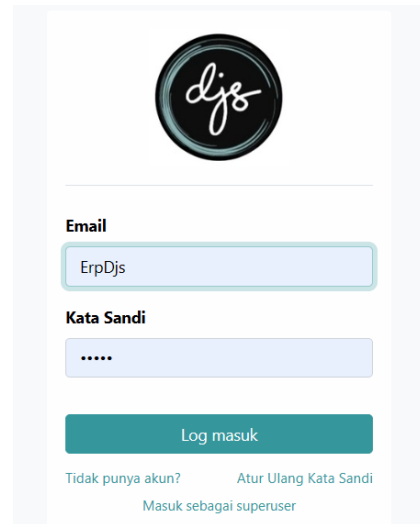 djs
Email
ErpDjs
Kata Sandi
•••••
Log masuk
Tidak punya akun? Atur Ulang Kata Sandi
Masuk sebagai superuser